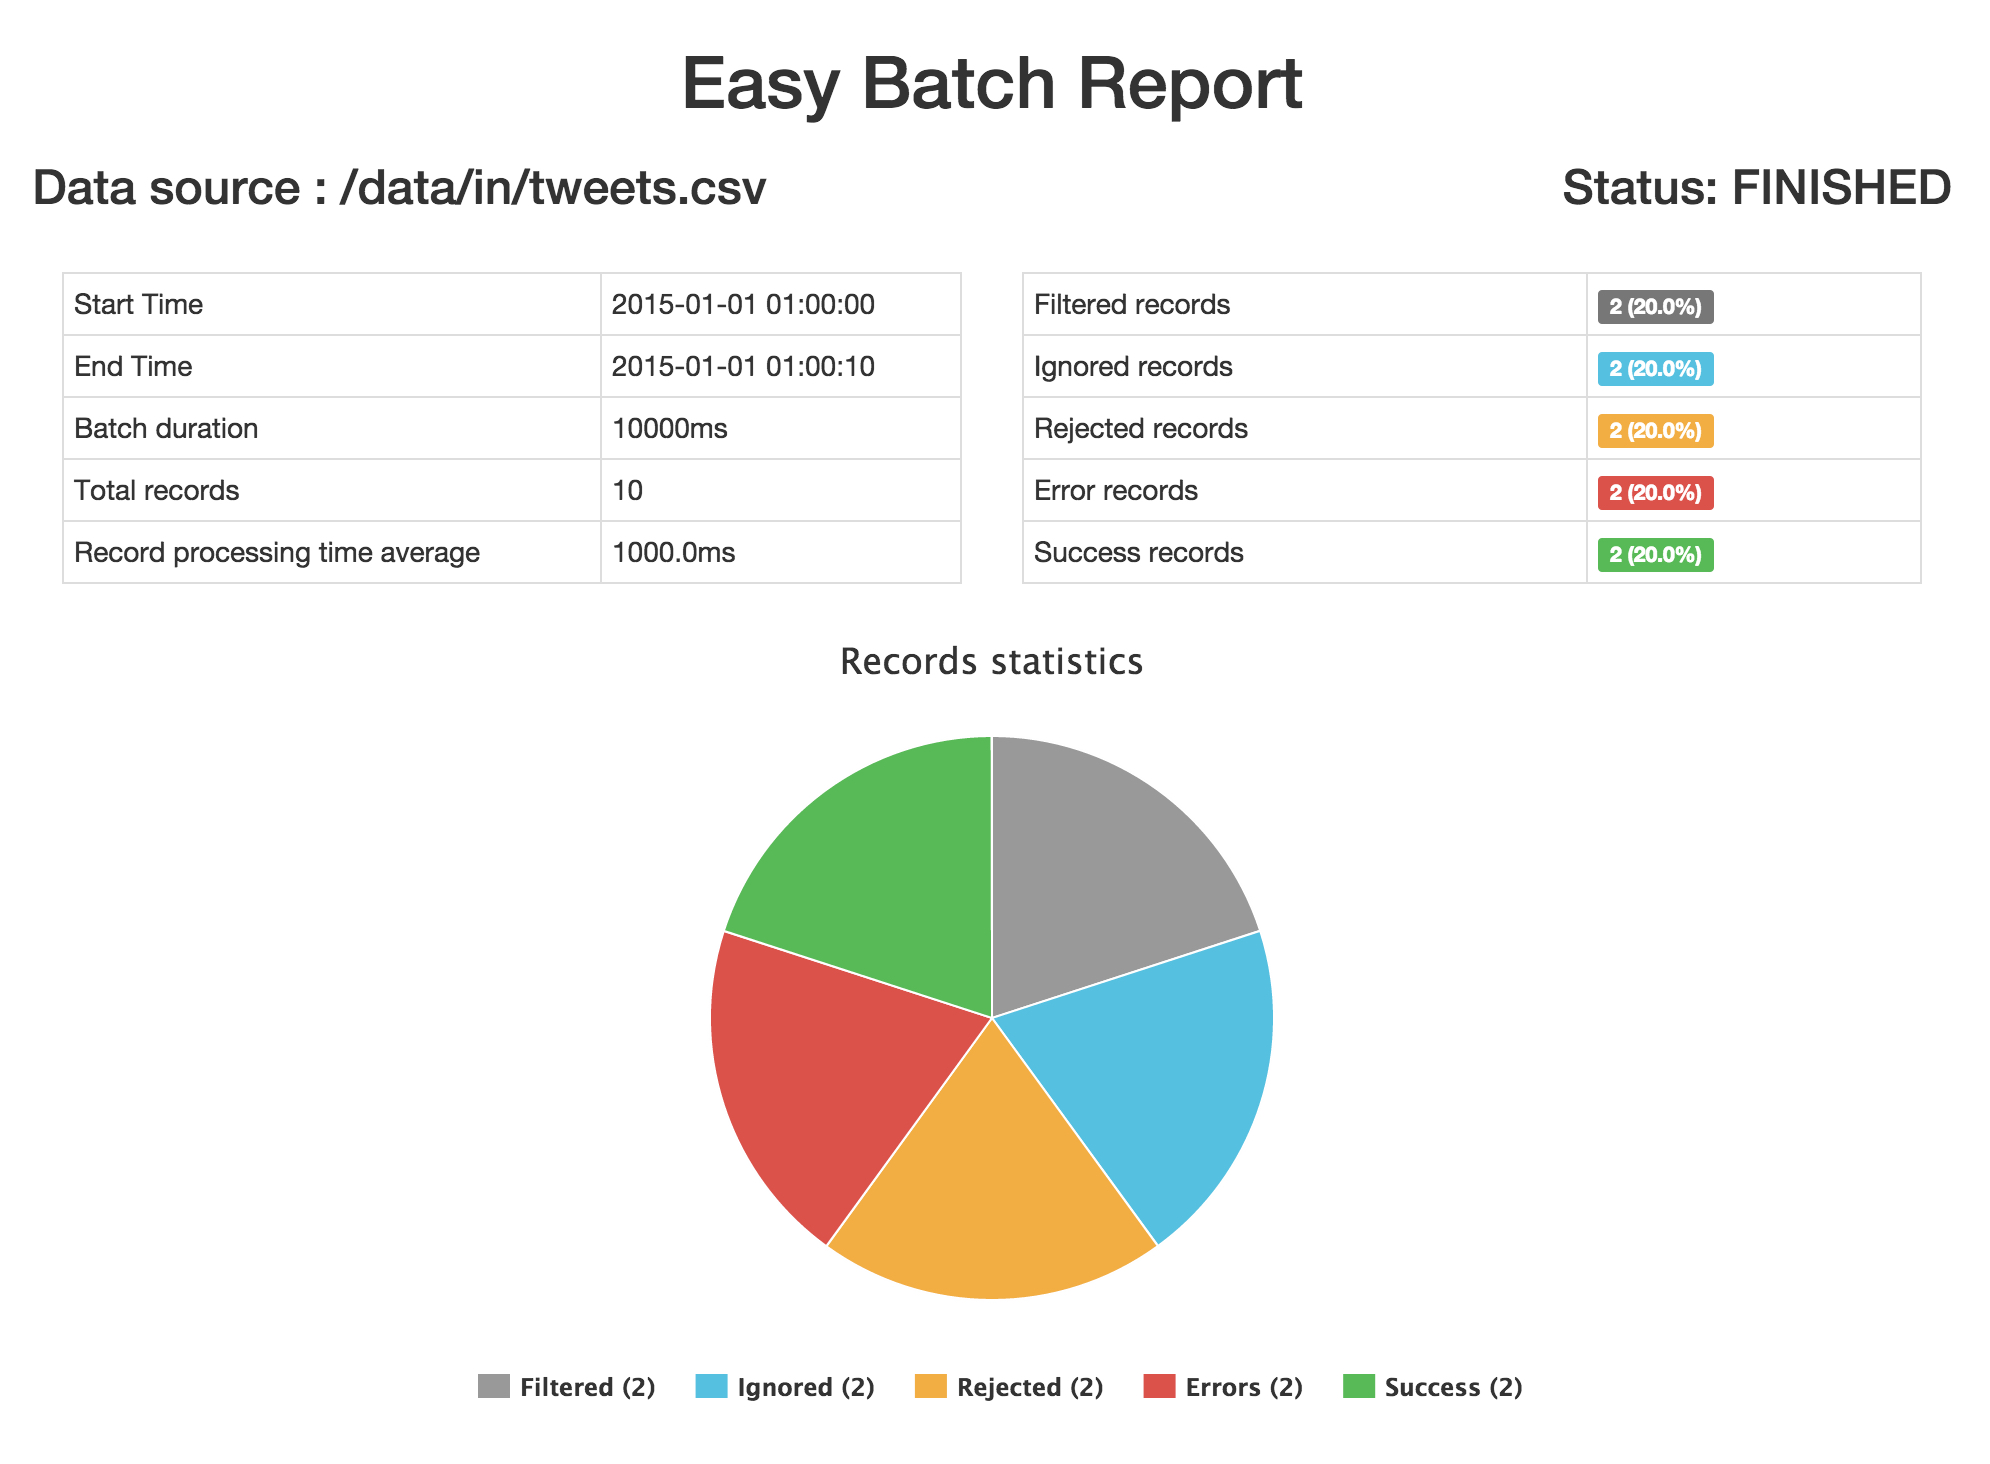 Easy Batch Report
Data source : /data/in/tweets.csv
Status: FINISHED
Start Time 2015-01-01 01:00:00
End Time 2015-01-01 01:00:10
Batch duration 10000ms
Total records 10
Record processing time average 1000.0ms
Filtered records 2 (20.0%)
Ignored records 2 (20.0%)
Rejected records 2 (20.0%)
Error records 2 (20.0%)
Success records 2 (20.0%)
Records statistics
Filtered (2) Ignored (2) Rejected (2) Errors (2) Success (2)